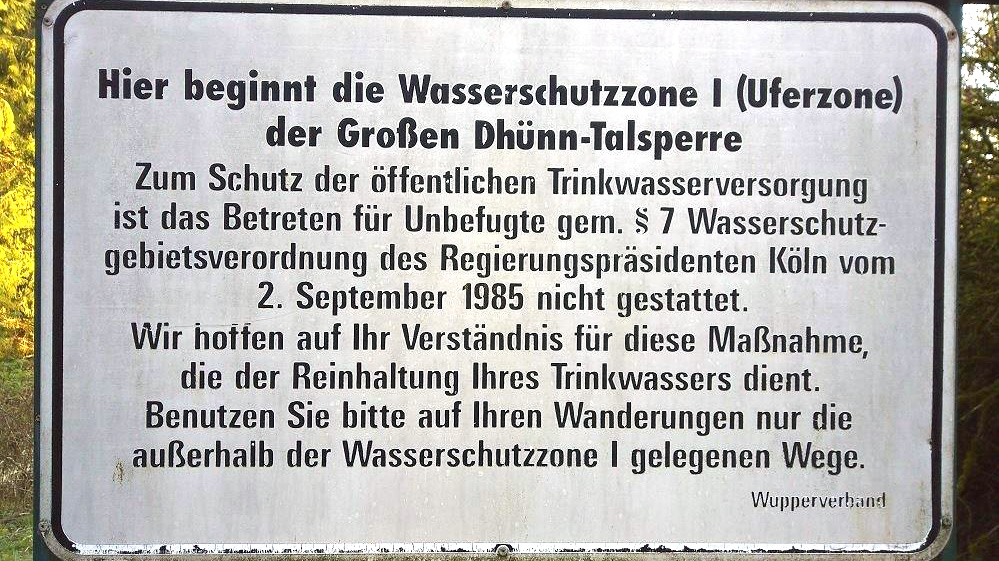 Hier beginnt die Wasserschutzzone I (Uferzone)
der Großen Dhünn-Talsperre
Zum Schutz der öffentlichen Trinkwasserversorgung
ist das Betreten für Unbefugte gem. § 7 Wasserschutz-
gebietsverordnung des Regierungspräsidenten Köln vom
2. September 1985 nicht gestattet.
Wir hoffen auf Ihr Verständnis für diese Maßnahme,
die der Reinhaltung Ihres Trinkwassers dient.
Benutzen Sie bitte auf Ihren Wanderungen nur die
außerhalb der Wasserschutzzone I gelegenen Wege.
Wupperverband